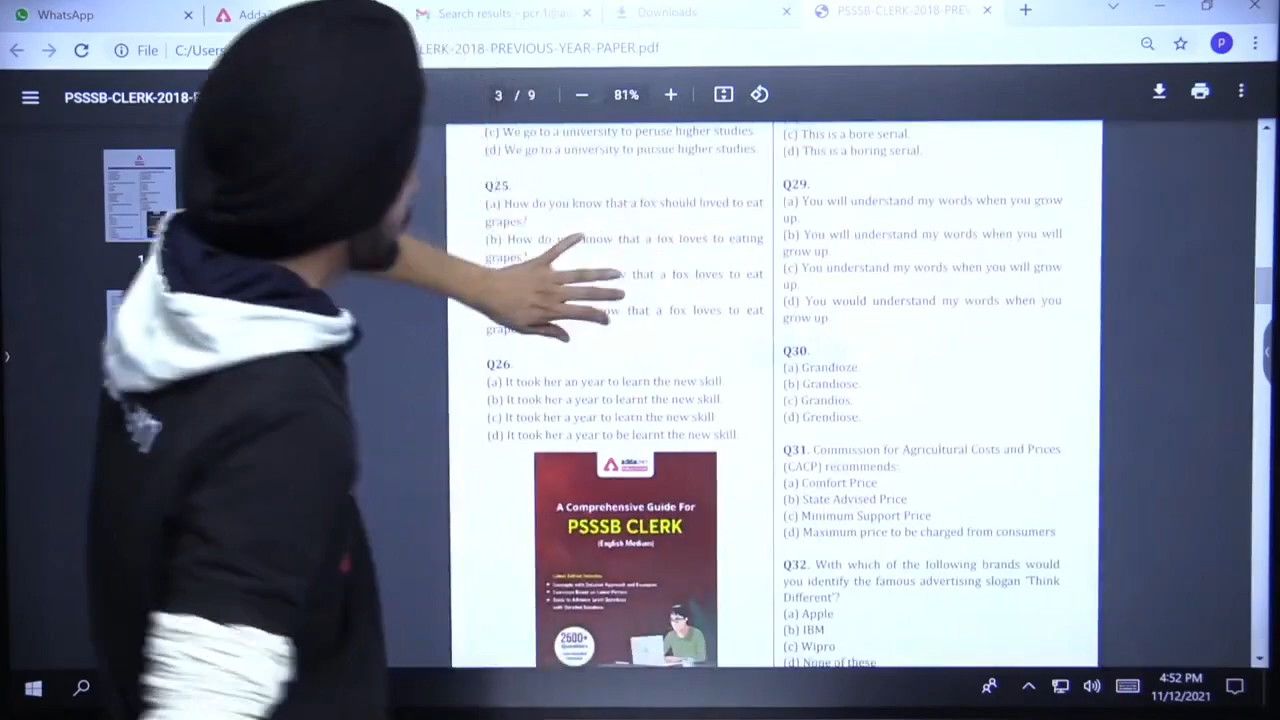 WhatsApp
Adda2
Search results - pcr.1@a
Downloads
PSSSB-CLERK-2018-PREV
File
C:/Users
LERK-2018-PREVIOUS-YEAR-PAPER.pdf
P
PSSSB-CLERK-2018-
3 / 9
81%
(c) We go to a university to peruse higher studies.
(d) We go to a university to pursue higher studies.
Q25.
(a) How do you know that a fox should loved to eat
grapes?
(b) How do you know that a fox loves to eating
grapes?
that a fox loves to eat
that a fox loves to eat
Q26.
(a) It took her an year to learn the new skill.
(b) It took her a year to learnt the new skill.
(c) It took her a year to learn the new skill
(d) It took her a year to be learnt the new skill.
A Comprehensive Guide For
PSSSB CLERK
(English Medium)
2600+
Questions
(c) This is a bore serial.
(d) This is a boring serial.
Q29.
(a) You will understand my words when you grow
up.
(b) You will understand my words when you will
grow up.
(c) You understand my words when you will grow
up.
(d) You would understand my words when you
grow up.
Q30.
(a) Grandioze.
(b) Grandiose.
(c) Grandios.
(d) Grendiose.
Q31. Commission for Agricultural Costs and Prices
(CACP) recommends:
(a) Comfort Price
(b) State Advised Price
(c) Minimum Support Price
(d) Maximum price to be charged from consumers
Q32. With which of the following brands would
you identify the famous advertising slogan 'Think
Different'?
(a) Apple
(b) IBM
(c) Wipro
(d) None of these
4:52 PM
11/12/2021